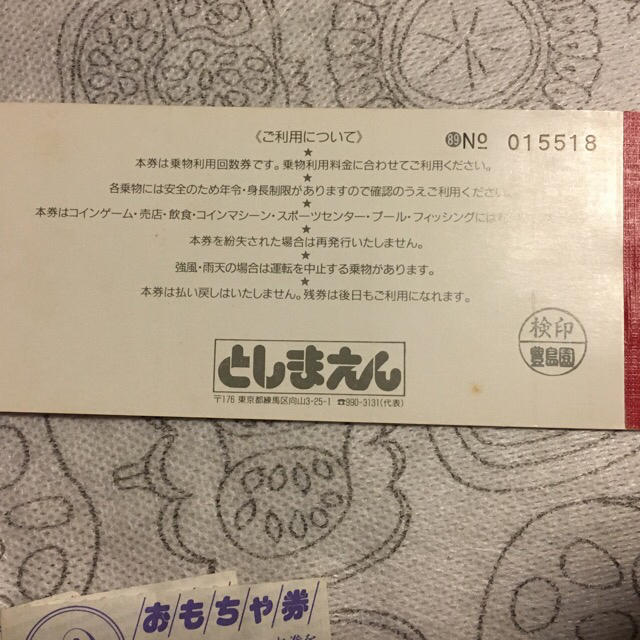 《ご利用について》
㊾№ 015518
★
本券は乗物利用回数券です。乗物利用料金に合わせてご利用ください。
★
各乗物には安全のため年令・身長制限がありますので確認のうえご利用くださ
★
本券はコインゲーム・売店・飲食・コインマシーン・スポーツセンター・プール・フィッシングには
★
本券を紛失された場合は再発行いたしません。
★
強風・雨天の場合は運転を中止する乗物があります。
★
本券は払い戻しはいたしません。残券は後日もご利用になれます。
検印
豊島園
としまえん
〒176 東京都練馬区向山3-25-1 ☎990-3131(代表)
おもちゃ券